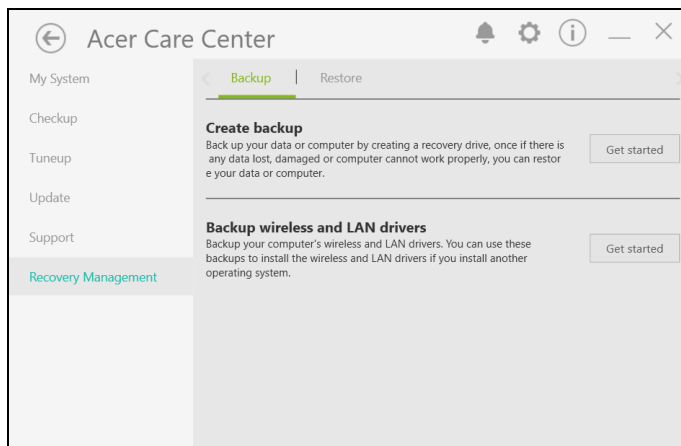 Acer Care Center
My System
Checkup
Tuneup
Update
Support
Recovery Management
Backup
Restore
Create backup
Back up your data or computer by creating a recovery drive, once if there is
any data lost, damaged or computer cannot work properly, you can restor
e your data or computer.
Get started
Backup wireless and LAN drivers
Backup your computer's wireless and LAN drivers. You can use these
backups to install the wireless and LAN drivers if you install another
operating system.
Get started